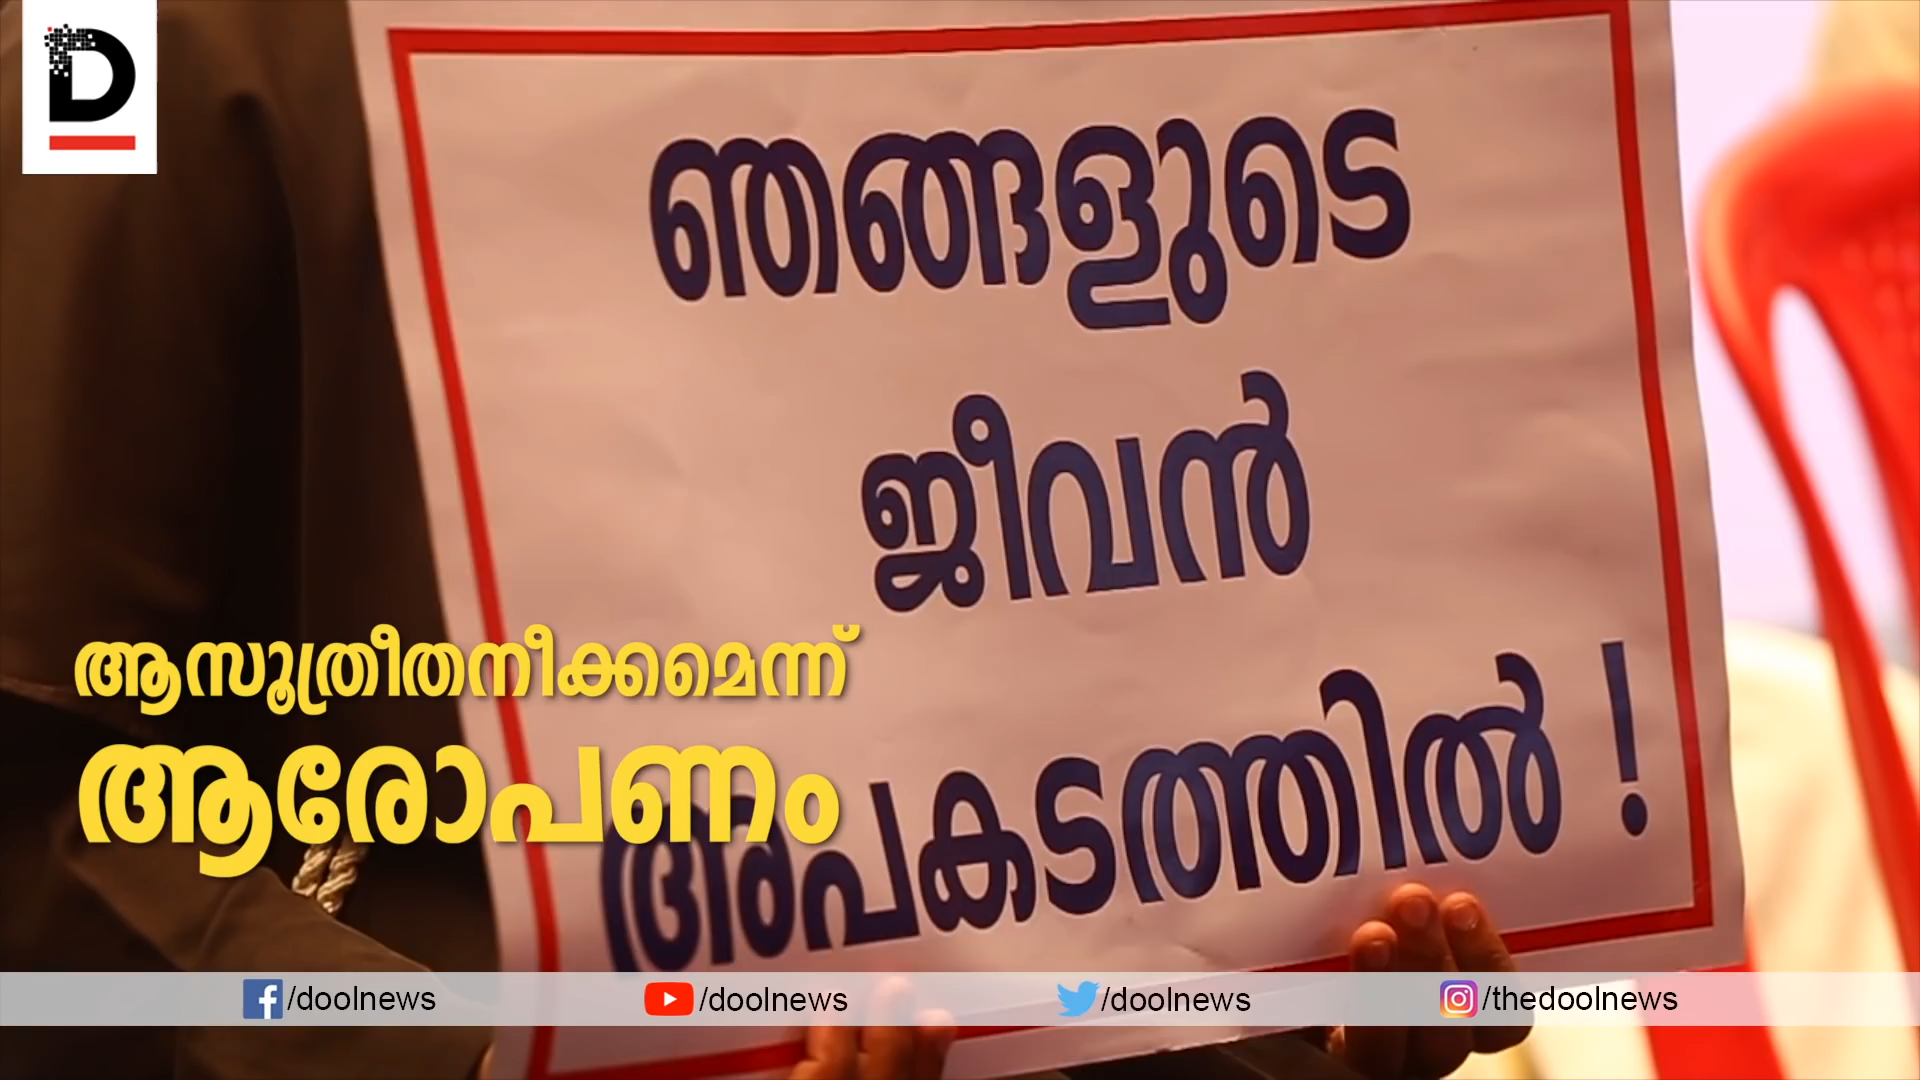 D
ഞങ്ങളുടെ
ജീവൻ
അപകടത്തിൽ !
ആസൂത്രീതനീക്കമെന്ന്
ആരോപണം
/doolnews /doolnews /doolnews /thedoolnews